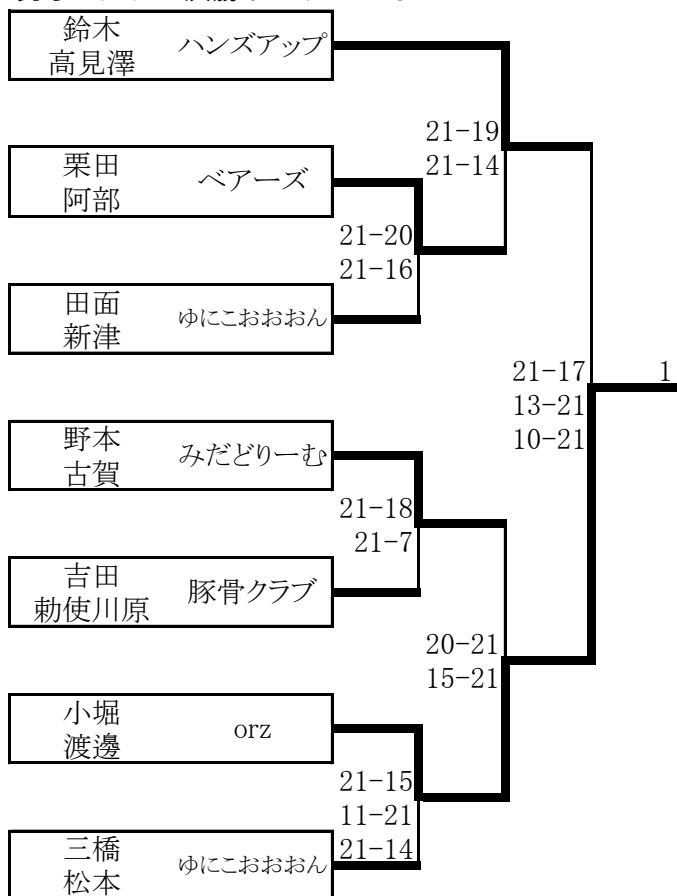 鈴木
高見澤
ハンズアップ
21-19
21-14
栗田
阿部
ベアーズ
21-20
21-16
田面
新津
ゆにこおおおん
21-17
13-21
10-21
1
野本
古賀
みだどりーむ
21-18
21-7
吉田
勅使川原
豚骨クラブ
20-21
15-21
小堀
渡邊
orz
21-15
11-21
21-14
三橋
松本
ゆにこおおおん